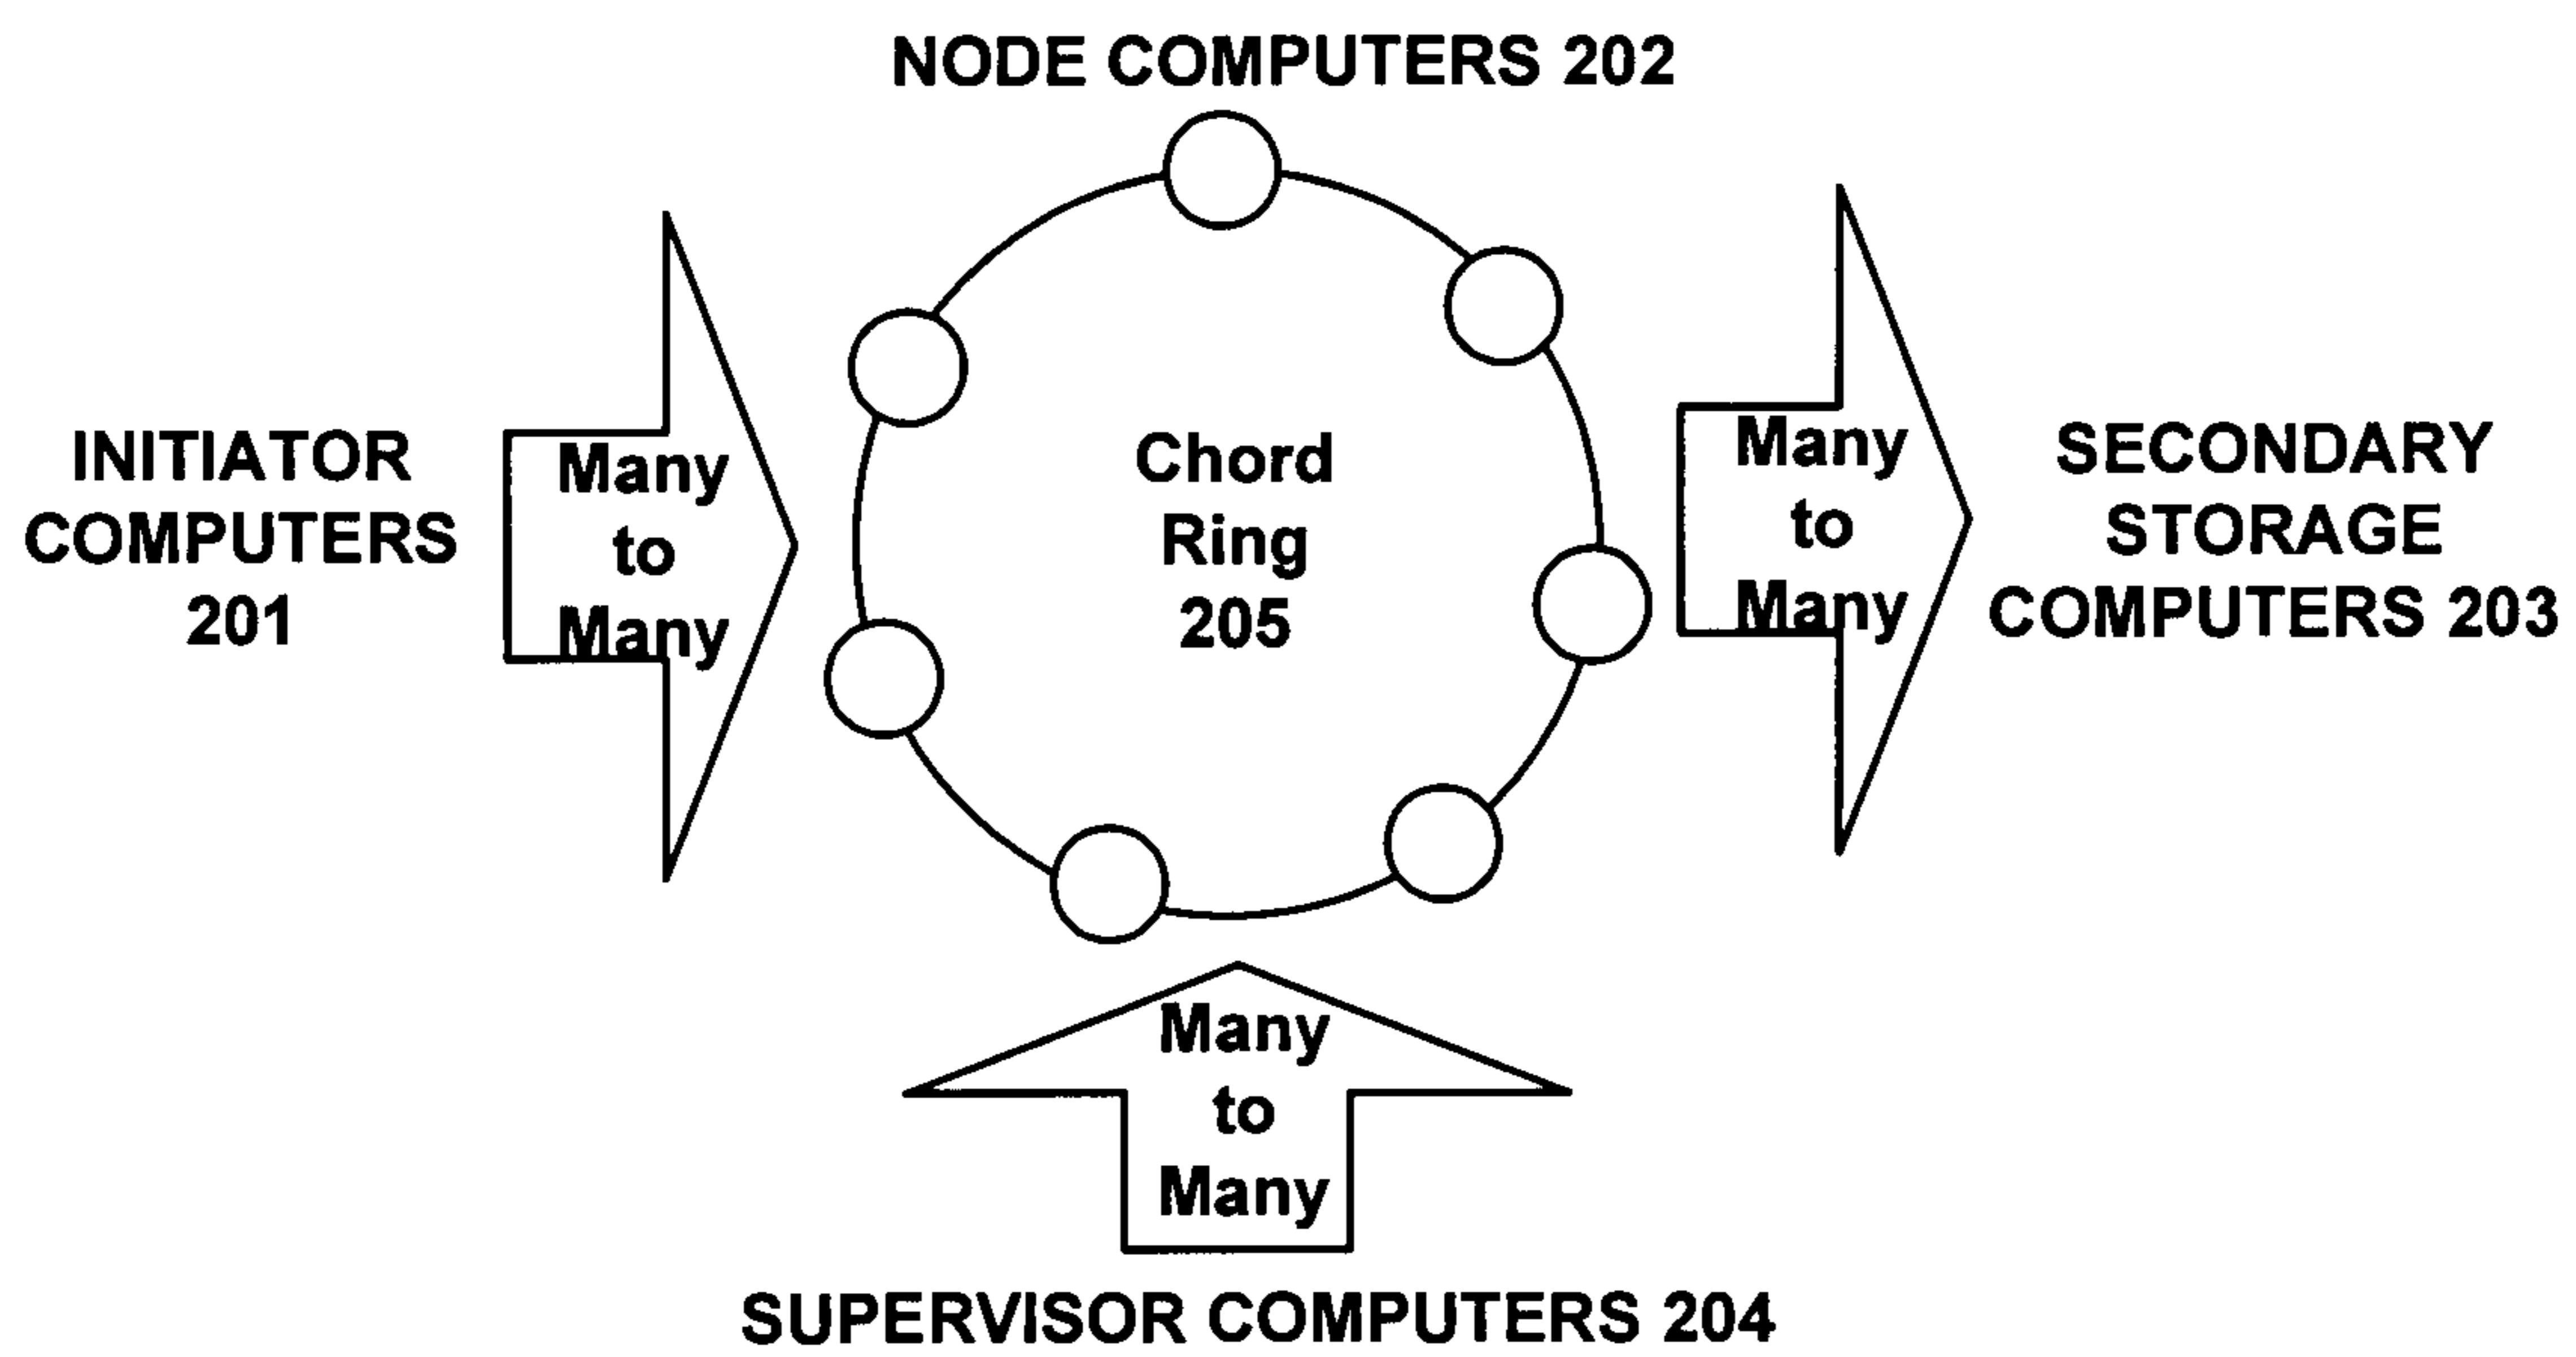 NODE COMPUTERS 202
INITIATOR
COMPUTERS
201
Many
to
Many
Chord
Ring
205
Many
to
Many
SECONDARY
STORAGE
COMPUTERS 203
Many
to
Many
SUPERVISOR COMPUTERS 204